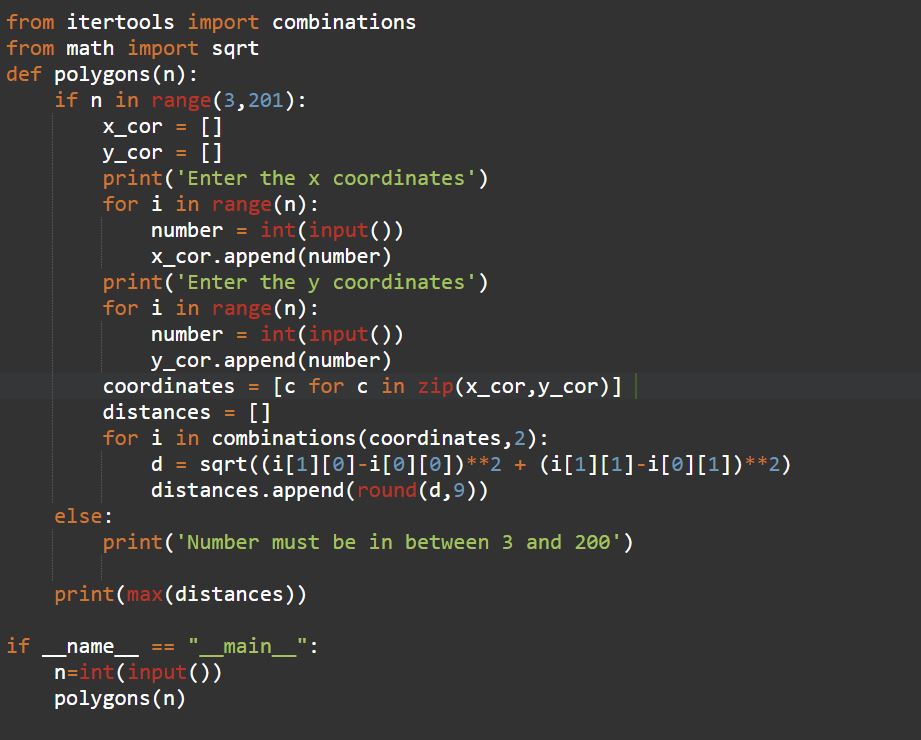 from itertools import combinations
from math import sqrt
def polygons(n):
    if n in range(3,201):
        x_cor = []
        y_cor = []
        print('Enter the x coordinates')
        for i in range(n):
            number = int(input())
            x_cor.append(number)
        print('Enter the y coordinates')
        for i in range(n):
            number = int(input())
            y_cor.append(number)
        coordinates = [c for c in zip(x_cor,y_cor)]
        distances = []
        for i in combinations(coordinates,2):
            d = sqrt((i[1][0]-i[0][0])**2 + (i[1][1]-i[0][1])**2)
            distances.append(round(d,9))
    else:
        print('Number must be in between 3 and 200')
    print(max(distances))
if __name__ == "__main__":
    n=int(input())
    polygons(n)